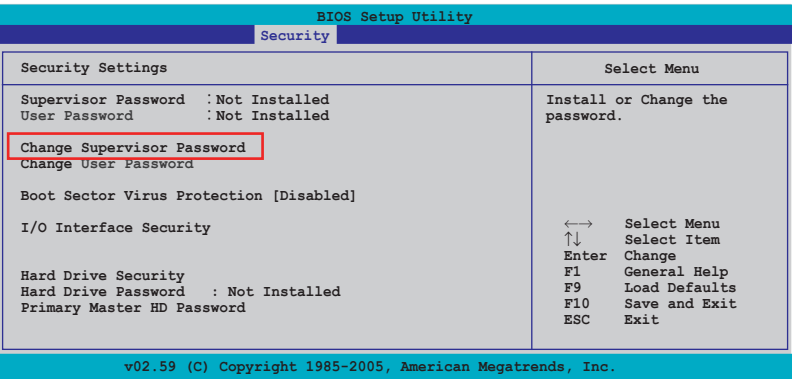 BIOS Setup Utility
Security
Security Settings
Supervisor Password : Not Installed
User Password : Not Installed
Change Supervisor Password
Change User Password
Boot Sector Virus Protection [Disabled]
I/O Interface Security
Hard Drive Security
Hard Drive Password : Not Installed
Primary Master HD Password
Select Menu
Install or Change the
password.
←→ Select Menu
↑↓ Select Item
Enter Change
F1 General Help
F9 Load Defaults
F10 Save and Exit
ESC Exit
v02.59 (C) Copyright 1985-2005, American Megatrends, Inc.